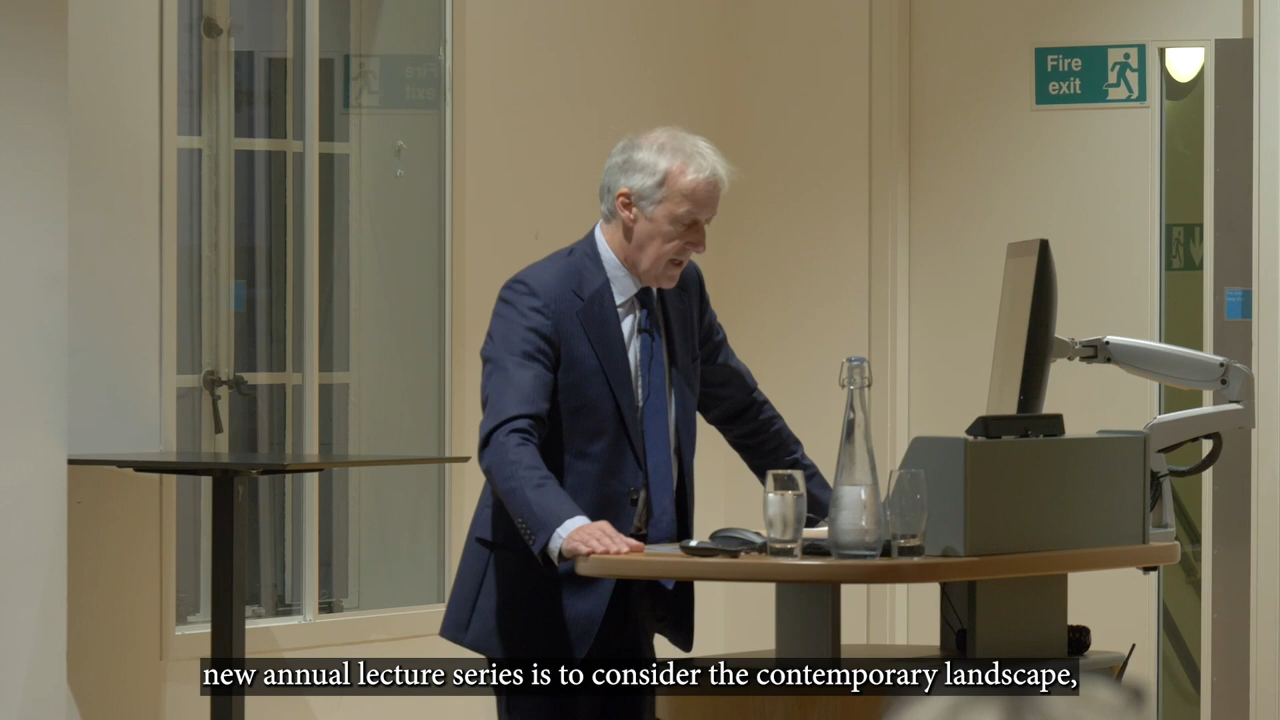 Fire
exit
new annual lecture series is to consider the contemporary landscape,